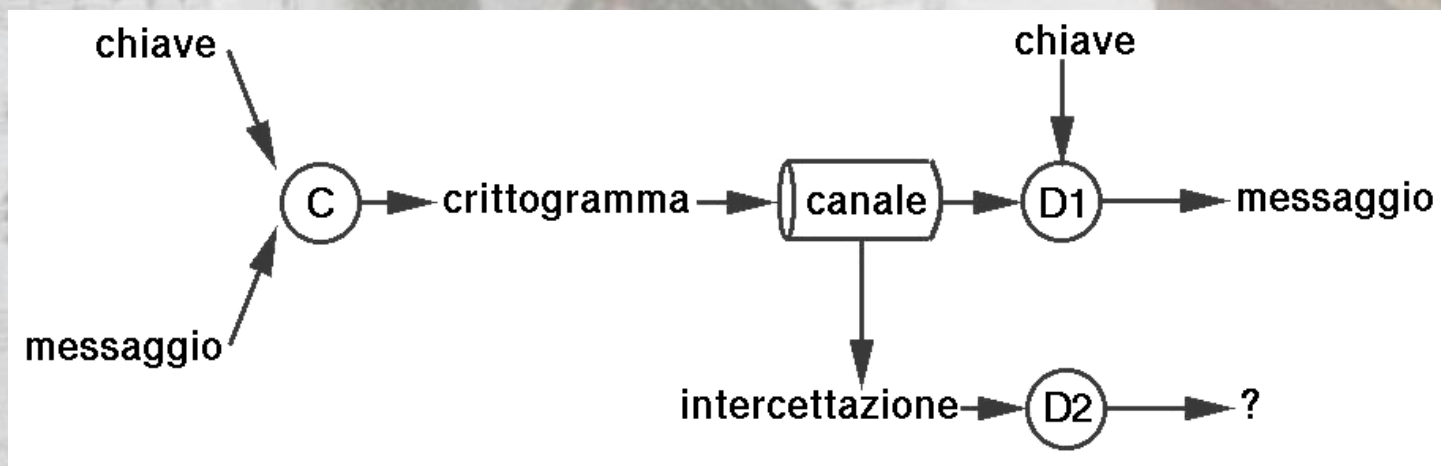 chiave
chiave
C
crittogramma
canale
D1
messaggio
messaggio
intercettazione
D2
?